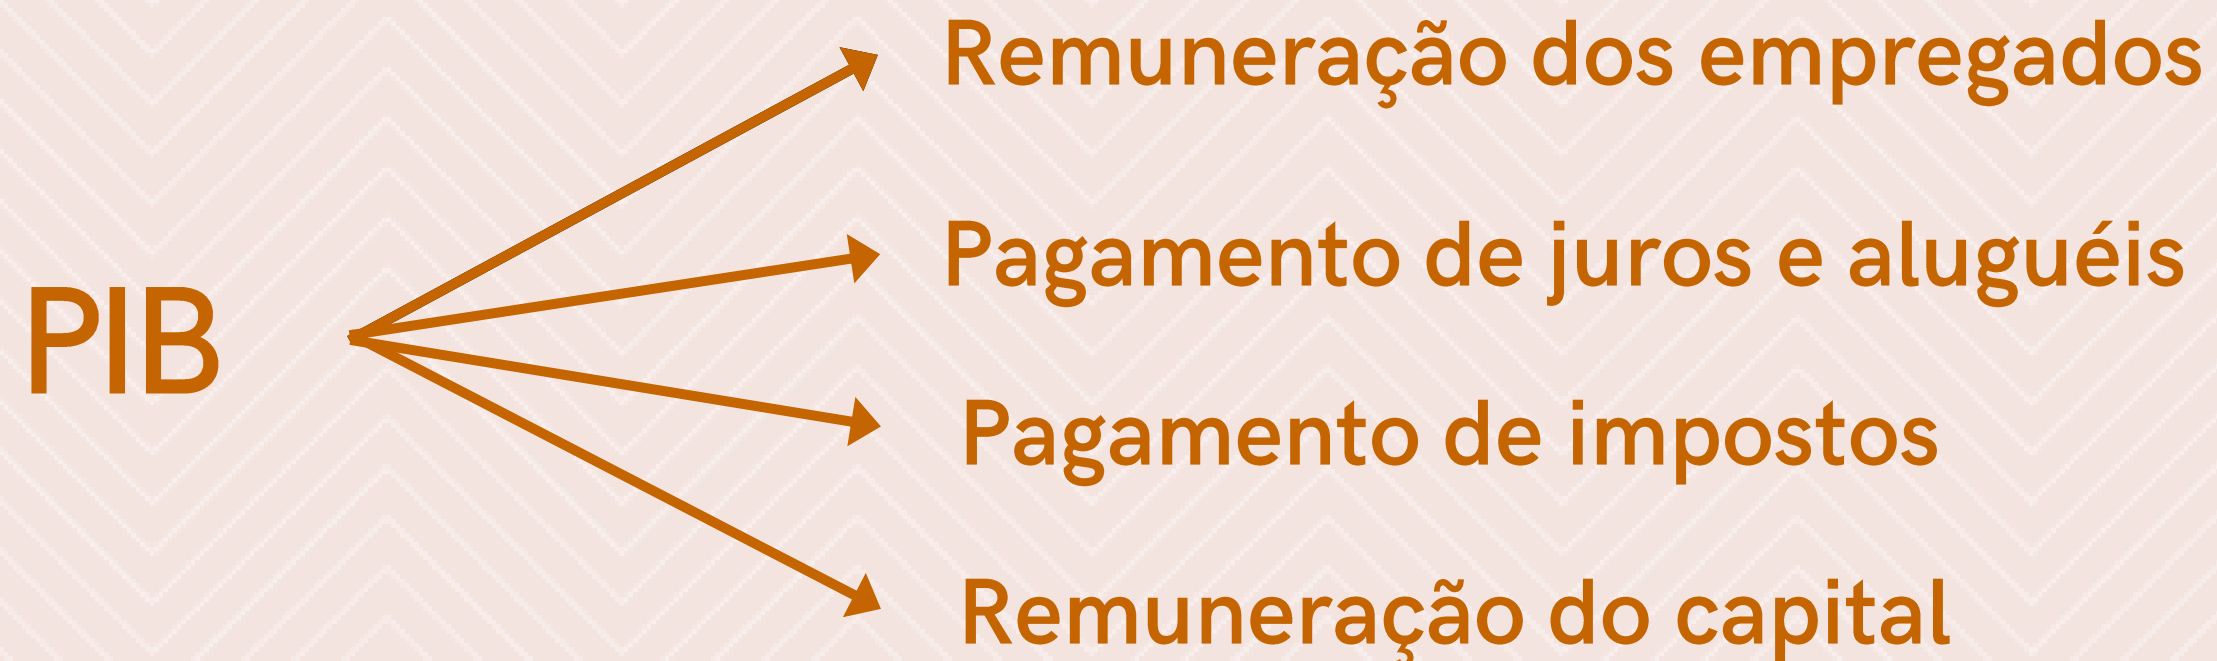 PIB
Remuneração dos empregados
Pagamento de juros e aluguéis
Pagamento de impostos
Remuneração do capital